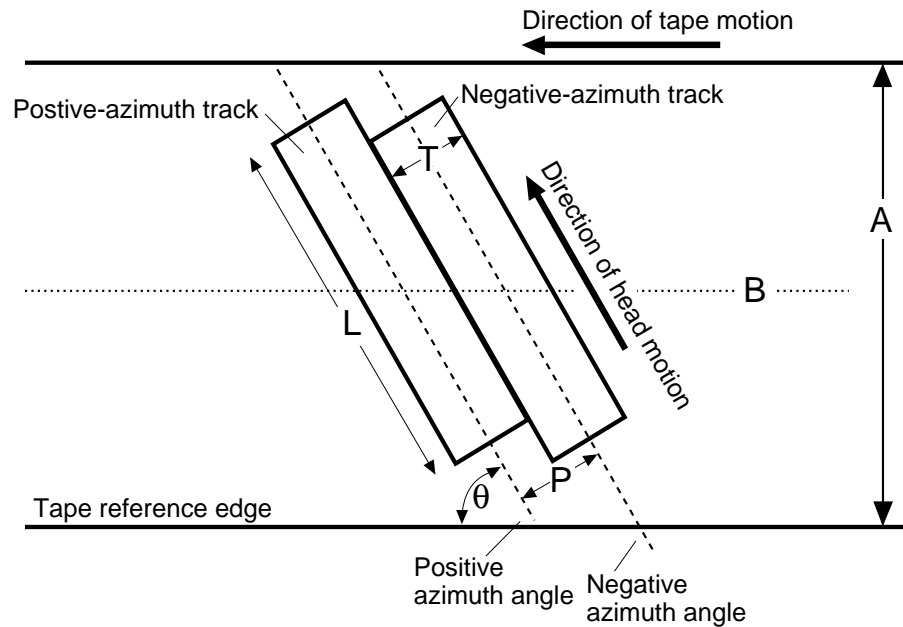 Direction of tape motion
Postive-azimuth track
Negative-azimuth track
T
Direction of head motion
A
B
L
P
θ
Tape reference edge
Positive
azimuth angle
Negative
azimuth angle